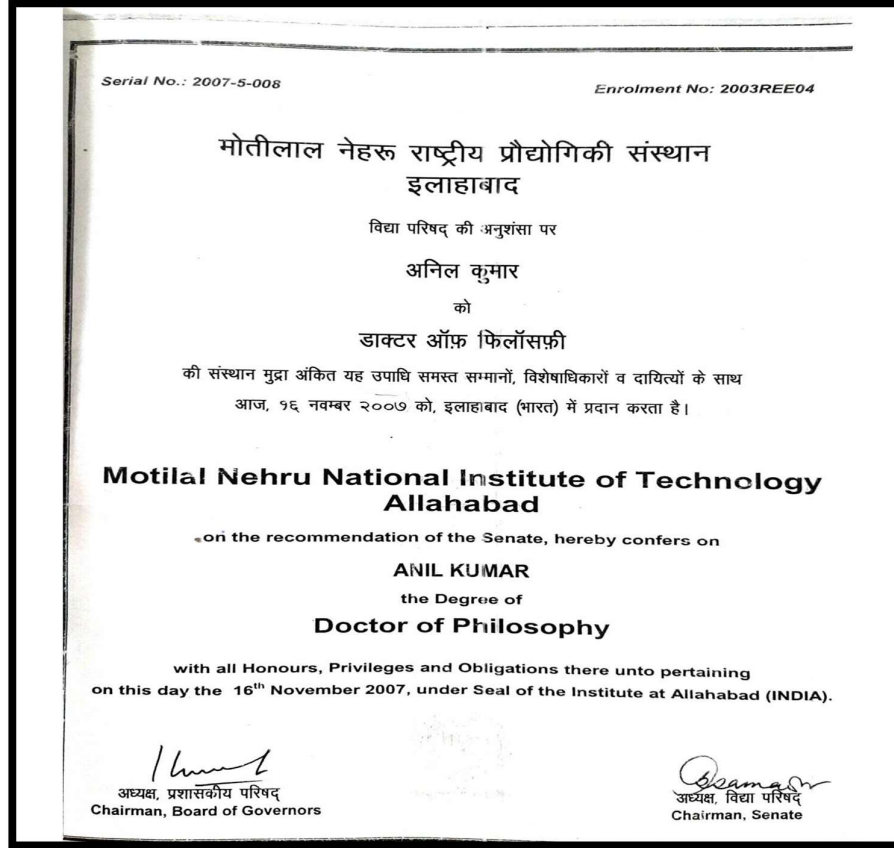 Serial No.: 2007-5-008
Enrolment No: 2003REE04
मोतीलाल नेहरू राष्ट्रीय प्रौद्योगिकी संस्थान
इलाहाबाद
विद्या परिषद् की अनुशंसा पर
अनिल कुमार
को
डाक्टर ऑफ़ फिलॉसफ़ी
की संस्थान मुद्रा अंकित यह उपाधि समस्त सम्मानों, विशेषाधिकारों व दायित्यों के साथ
आज, १६ नवम्बर २००७ को, इलाहाबाद (भारत) में प्रदान करता है।
Motilal Nehru National Institute of Technology
Allahabad
on the recommendation of the Senate, hereby confers on
ANIL KUMAR
the Degree of
Doctor of Philosophy
with all Honours, Privileges and Obligations there unto pertaining
on this day the 16th November 2007, under Seal of the Institute at Allahabad (INDIA).
अध्यक्ष, प्रशासकीय परिषद्
Chairman, Board of Governors
अध्यक्ष, विद्या परिषद्
Chairman, Senate